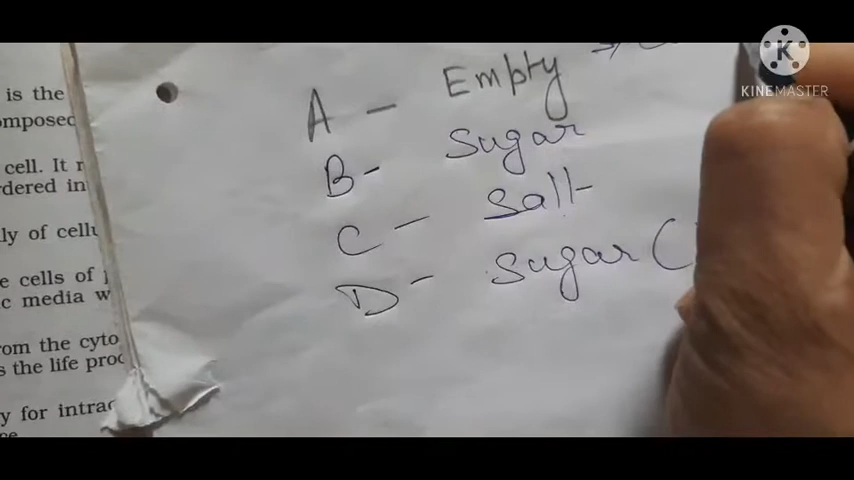 is the
omposed
cell. It
rdered in
ly of cellu
e cells of
c media w
rom the cyto
s the life proc
y for intrac
A - Empty →
B - Sugar
C - Salt
D - Sugar (
K
KINEMASTER